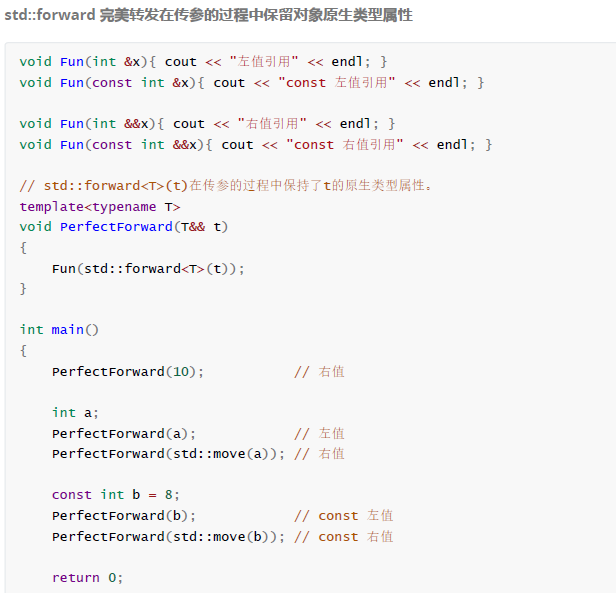 std::forward 完美转发在传参的过程中保留对象原生类型属性
void Fun(int &x){ cout << "左值引用" << endl; }
void Fun(const int &x){ cout << "const 左值引用" << endl; }
void Fun(int &&x){ cout << "右值引用" << endl; }
void Fun(const int &&x){ cout << "const 右值引用" << endl; }
// std::forward<T>(t)在传参的过程中保持了t的原生类型属性。
template<typename T>
void PerfectForward(T&& t)
{
    Fun(std::forward<T>(t));
}
int main()
{
    PerfectForward(10);           // 右值
    int a;
    PerfectForward(a);            // 左值
    PerfectForward(std::move(a)); // 右值
    const int b = 8;
    PerfectForward(b);            // const 左值
    PerfectForward(std::move(b)); // const 右值
    return 0;